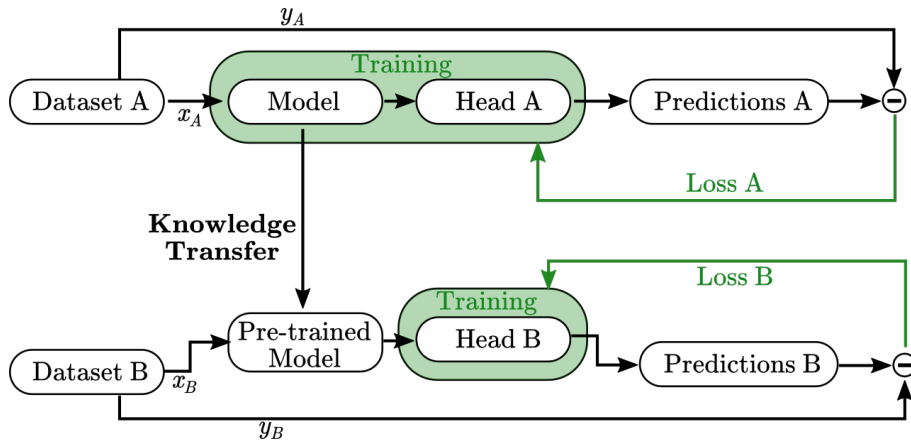 y_A
Training
Dataset A
x_A
Model
Head A
Predictions A
−
Loss A
Knowledge
Transfer
Loss B
Training
Pre-trained
Model
Head B
Dataset B
x_B
Predictions B
−
y_B